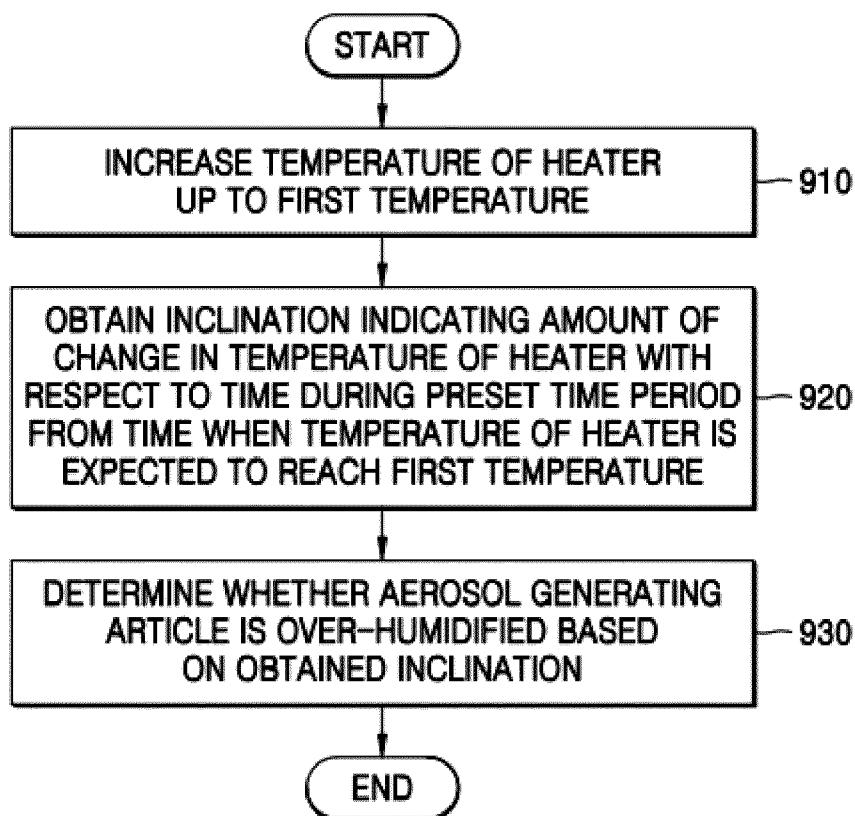 START
INCREASE TEMPERATURE OF HEATER
UP TO FIRST TEMPERATURE
910
OBTAIN INCLINATION INDICATING AMOUNT OF
CHANGE IN TEMPERATURE OF HEATER WITH
RESPECT TO TIME DURING PRESET TIME PERIOD
FROM TIME WHEN TEMPERATURE OF HEATER IS
EXPECTED TO REACH FIRST TEMPERATURE
920
DETERMINE WHETHER AEROSOL GENERATING
ARTICLE IS OVER-HUMIDIFIED BASED
ON OBTAINED INCLINATION
930
END